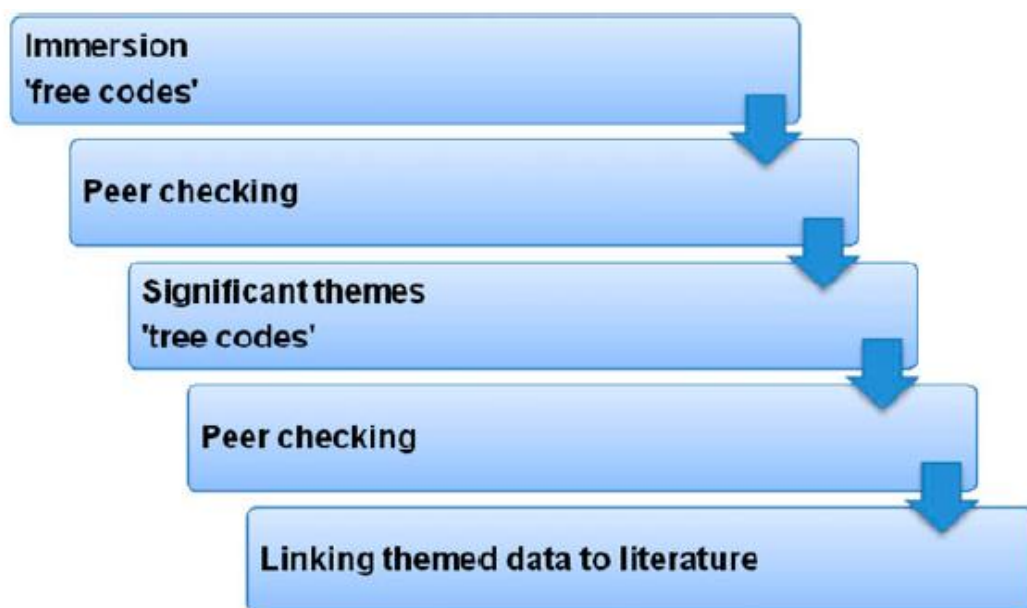 Immersion
'free codes'
Peer checking
Significant themes
'tree codes'
Peer checking
Linking themed data to literature